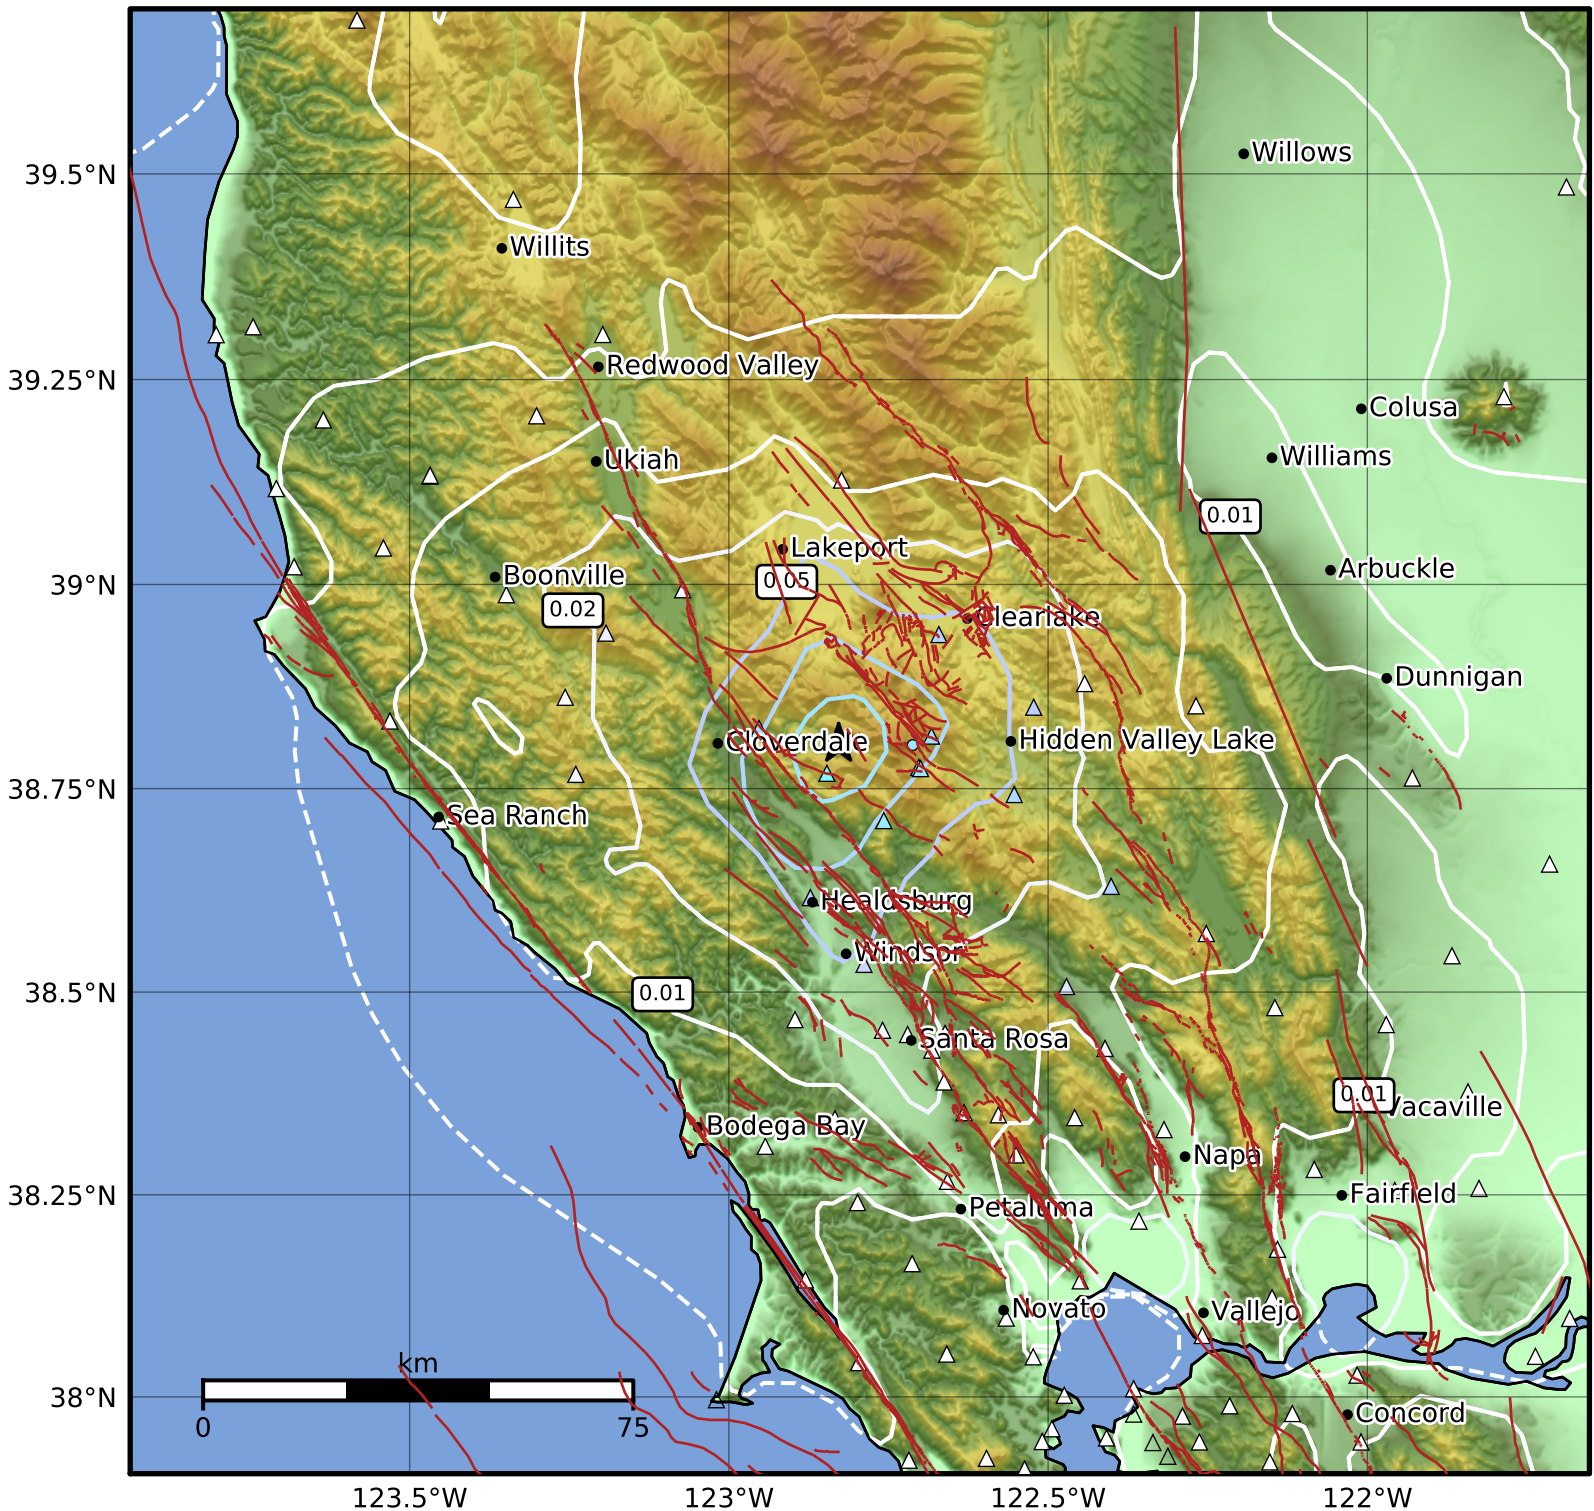 Willows
39.5°N
Willits
Redwood Valley
39.25°N
Colusa
Ukiah
Williams
0.01
Lakeport
Arbuckle
39°N
Boonville
0.05
0.02
Clearlake
Dunnigan
Cloverdale
Hidden Valley Lake
38.75°N
Sea Ranch
Healdsburg
Windsor
38.5°N
0.01
Santa Rosa
0.01
Vacaville
Bodega Bay
Napa
38.25°N
Fairfield
Petaluma
Novato
Vallejo
km
38°N
0
75
Concord
123.5°W
123°W
122.5°W
122°W